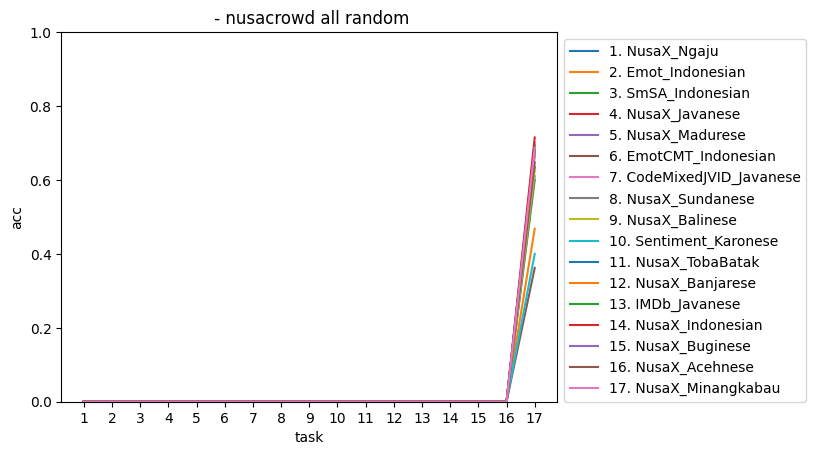 - nusacrowd all random
1.0
0.8
0.6
0.4
0.2
0.0
acc
1 2 3 4 5 6 7 8 9 10 11 12 13 14 15 16 17
task
1. NusaX_Ngaju
2. Emot_Indonesian
3. SmSA_Indonesian
4. NusaX_Javanese
5. NusaX_Madurese
6. EmotCMT_Indonesian
7. CodeMixedJVID_Javanese
8. NusaX_Sundanese
9. NusaX_Balinese
10. Sentiment_Karonese
11. NusaX_TobaBatak
12. NusaX_Banjarese
13. IMDb_Javanese
14. NusaX_Indonesian
15. NusaX_Buginese
16. NusaX_Acehnese
17. NusaX_Minangkabau